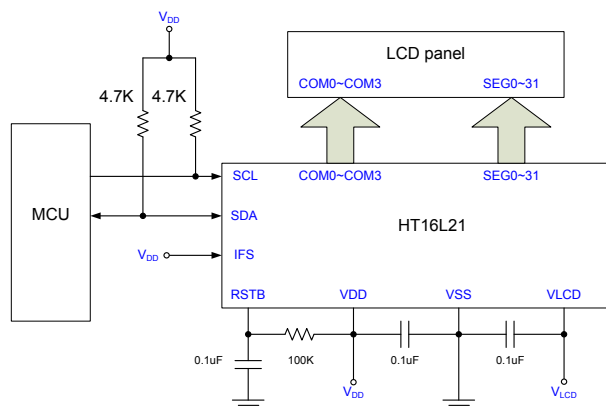 VDD
LCD panel
COM0~COM3 SEG0~31
4.7K 4.7K
MCU
SCL COM0~COM3 SEG0~31
SDA
HT16L21
VDD IFS
RSTB VDD VSS VLCD
0.1uF 100K 0.1uF 0.1uF
VDD VLCD